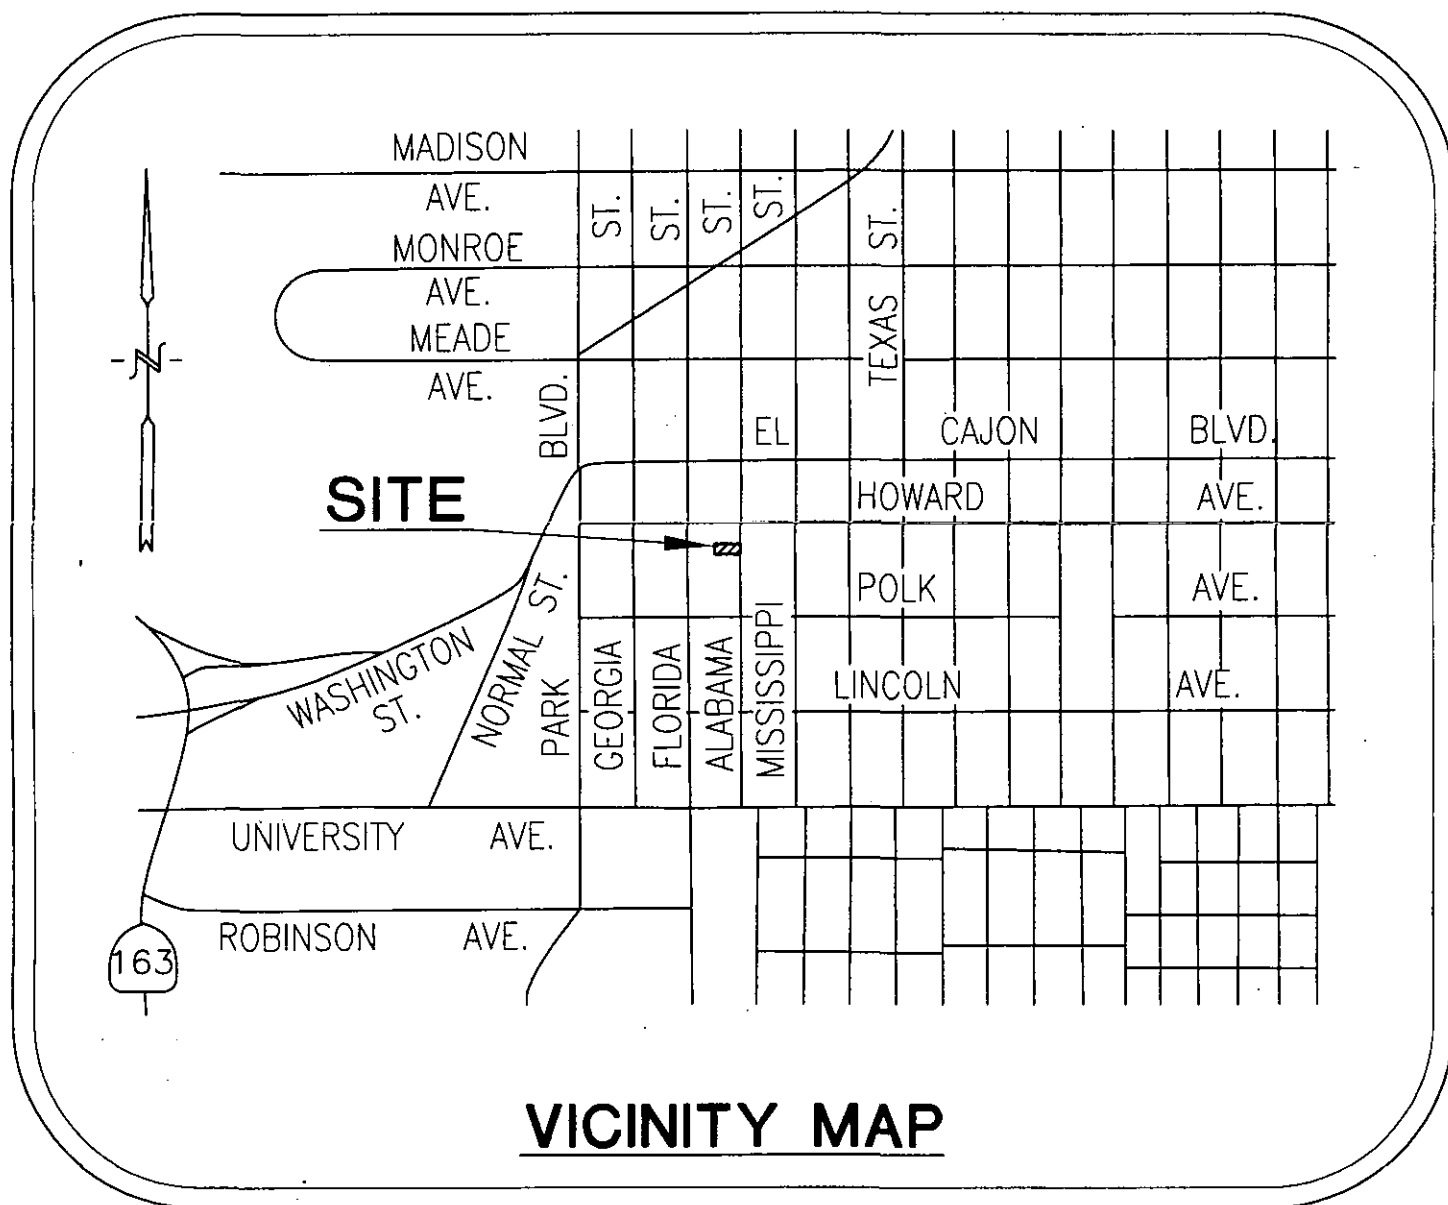 MADISON
AVE.
MONROE
AVE.
MEADE
AVE.
ST.
ST.
ST.
ST.
TEXAS ST.
BLVD.
EL CAJON BLVD.
SITE
HOWARD AVE.
POLK AVE.
LINCOLN AVE.
WASHINGTON
ST.
NORMAL ST.
PARK
GEORGIA
FLORIDA
ALABAMA
MISSISSIPPI
UNIVERSITY AVE.
ROBINSON AVE.
163
N
VICINITY MAP